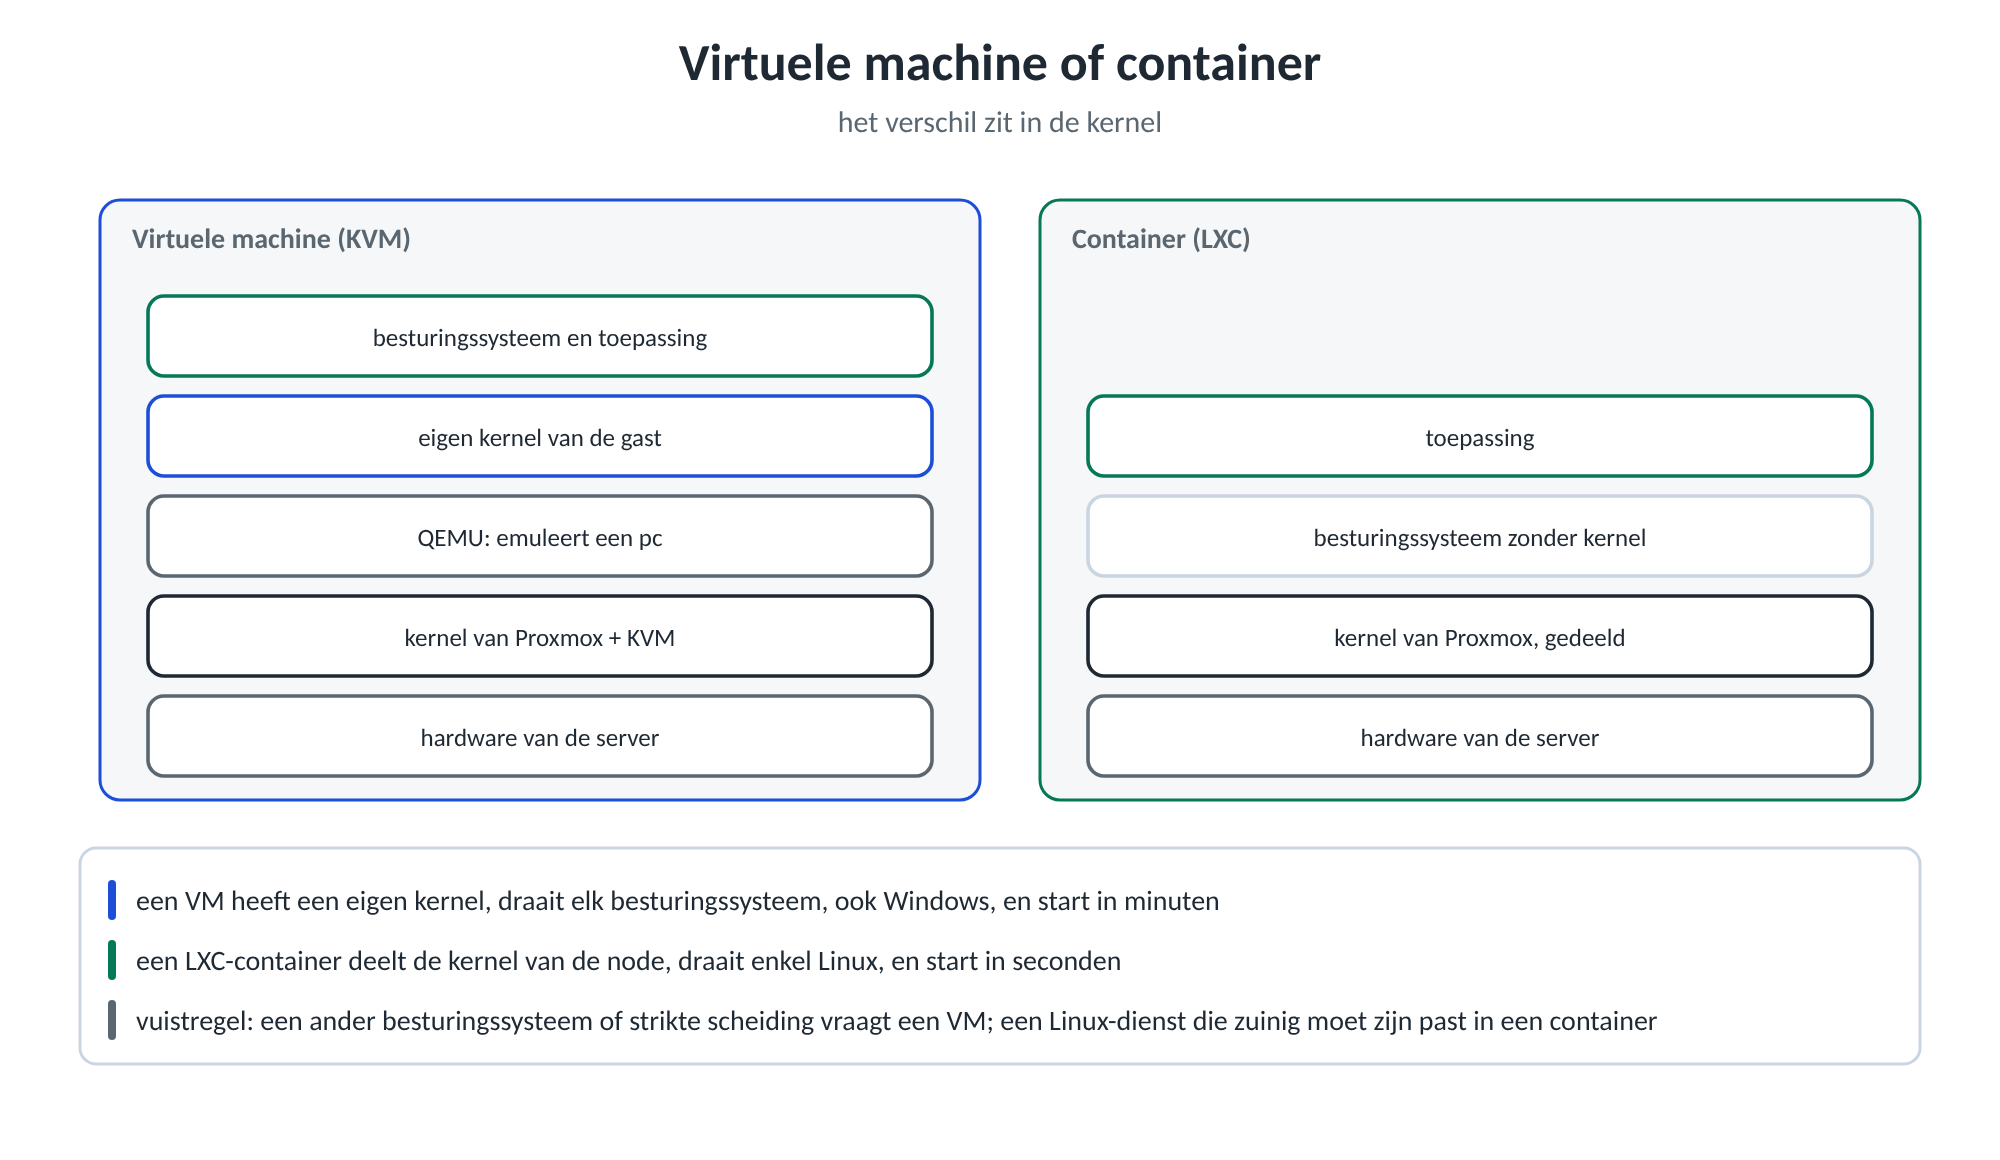 Virtuele machine of container
het verschil zit in de kernel
Virtuele machine (KVM)
besturingssysteem en toepassing
eigen kernel van de gast
QEMU: emuleert een pc
kernel van Proxmox + KVM
hardware van de server
Container (LXC)
toepassing
besturingssysteem zonder kernel
kernel van Proxmox, gedeeld
hardware van de server
een VM heeft een eigen kernel, draait elk besturingssysteem, ook Windows, en start in minuten
een LXC-container deelt de kernel van de node, draait enkel Linux, en start in seconden
vuistregel: een ander besturingssysteem of strikte scheiding vraagt een VM; een Linux-dienst die zuinig moet zijn past in een container